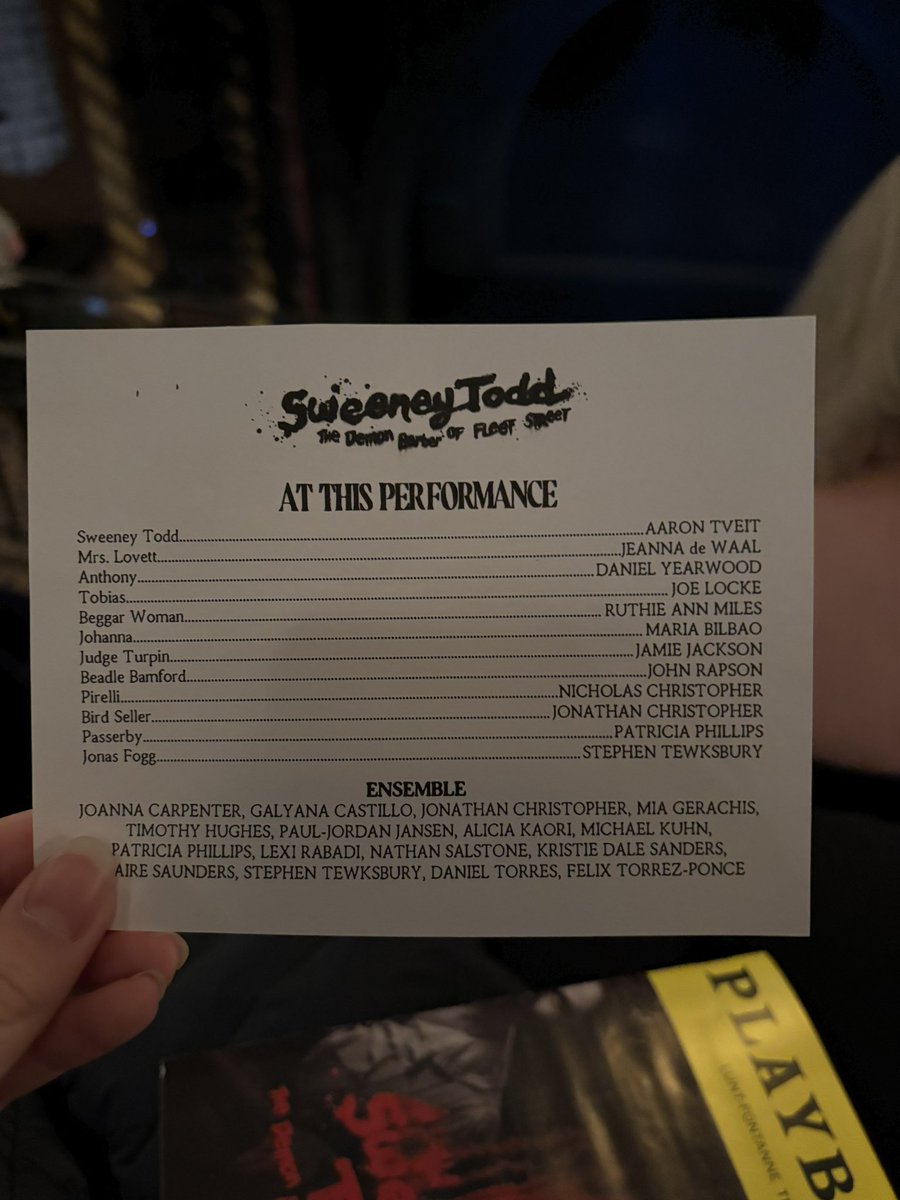 Sweeney Todd
THE Demon Barber OF FLEET STREET
AT THIS PERFORMANCE
Sweeney Todd........AARON TVEIT
Mrs. Lovett........JEANNA de WAAL
Anthony........DANIEL YEARWOOD
Tobias........JOE LOCKE
Beggar Woman........RUTHIE ANN MILES
Johanna........MARIA BILBAO
Judge Turpin........JAMIE JACKSON
Beadle Bamford........JOHN RAPSON
Pirelli........NICHOLAS CHRISTOPHER
Bird Seller........JONATHAN CHRISTOPHER
Passerby........PATRICIA PHILLIPS
Jonas Fogg........STEPHEN TEWKSBURY
ENSEMBLE
JOANNA CARPENTER, GALYANA CASTILLO, JONATHAN CHRISTOPHER, MIA GERACHIS,
TIMOTHY HUGHES, PAUL-JORDAN JANSEN, ALICIA KAORI, MICHAEL KUHN,
PATRICIA PHILLIPS, LEXI RABADI, NATHAN SALSTONE, KRISTIE DALE SANDERS,
AIRE SAUNDERS, STEPHEN TEWKSBURY, DANIEL TORRES, FELIX TORREZ-PONCE
PLAYB
LUNT-FONTANNE T